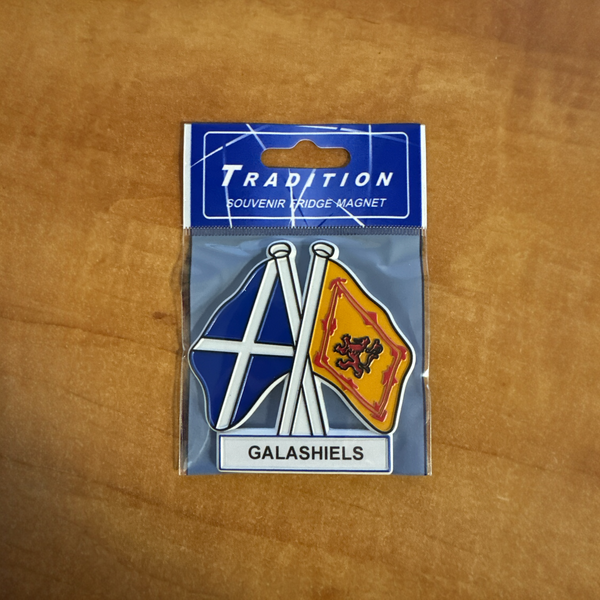 TRADITION
SOUVENIR FRIDGE MAGNET
GALASHIELS